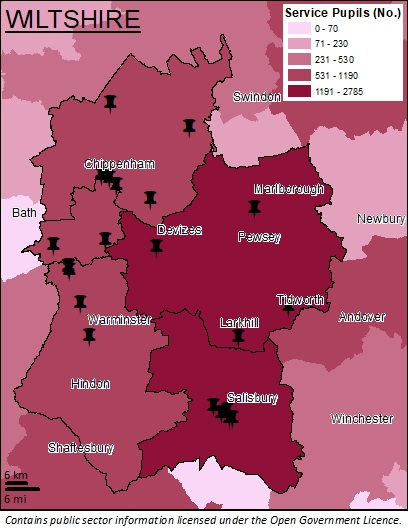 WILTSHIRE
Service Pupils (No.)
0 - 70
71 - 230
231 - 530
531 - 1190
1191 - 2785
Swindon
Chippenham
Marlborough
Bath
Newbury
Devizes
Pewsey
Tidworth
Andover
Warminster
Larkhill
Hindon
Salisbury
Winchester
Shaftesbury
6 km
6 mi
Contains public sector information licensed under the Open Government Licence.